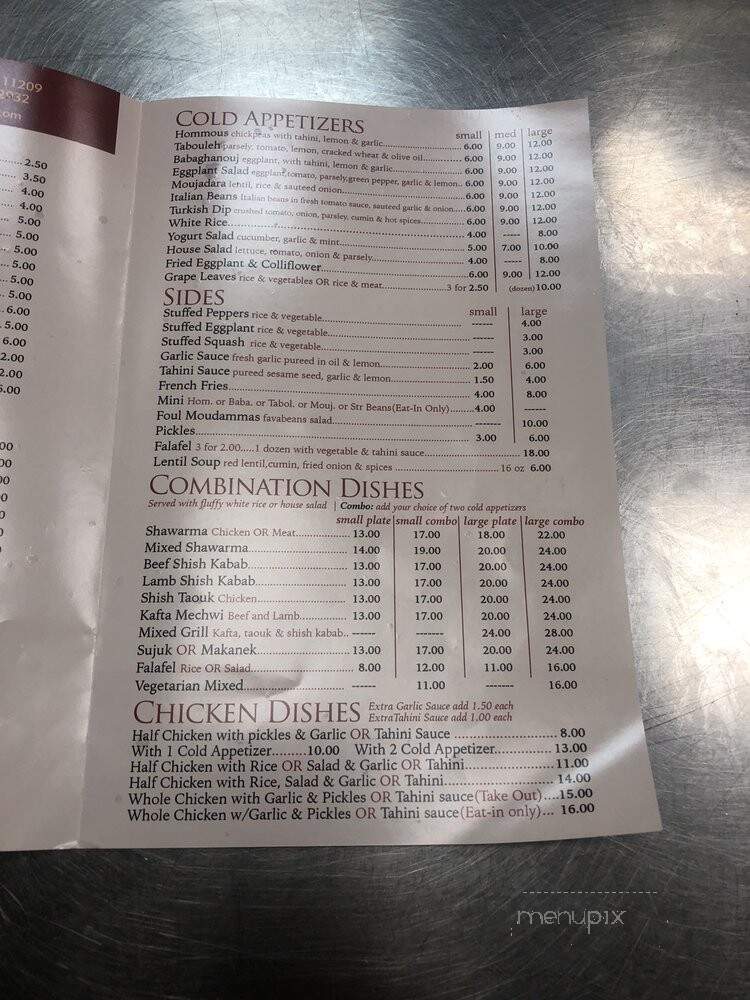 11209
2032
.com
2.50
3.50
4.00
4.00
5.00
5.00
5.00
5.00
5.00
5.00
6.00
5.00
6.00
2.00
2.00
5.00
COLD APPETIZERS
small | med | large
Hommous chickpeas with tahini, lemon & garlic 6.00 9.00 12.00
Tabouleh parsely, tomato, lemon, cracked wheat & olive oil 6.00 9.00 12.00
Babaghanouj eggplant, with tahini, lemon & garlic 6.00 9.00 12.00
Eggplant Salad eggplant, tomato, parsely, green pepper, garlic & lemon.. 6.00 9.00 12.00
Moujadara lentil, rice & sauteed onion 6.00 9.00 12.00
Italian Beans Italian beans in fresh tomato sauce, sauteed garlic & onion 6.00 9.00 12.00
Turkish Dip crushed tomato, onion, parsley, cumin & hot spices 6.00 9.00 12.00
White Rice 4.00 ----- 8.00
Yogurt Salad cucumber, garlic & mint 5.00 7.00 10.00
House Salad lettuce, tomato, onion & parsely 4.00 ----- 8.00
Fried Eggplant & Colliflower 6.00 9.00 12.00
Grape Leaves rice & vegetables OR rice & meat 3 for 2.50 (dozen) 10.00
SIDES
small large
Stuffed Peppers rice & vegetable ------ 4.00
Stuffed Eggplant rice & vegetable ------ 3.00
Stuffed Squash rice & vegetable ------ 3.00
Garlic Sauce fresh garlic pureed in oil & lemon 2.00 6.00
Tahini Sauce pureed sesame seed, garlic & lemon 1.50 4.00
French Fries 4.00 8.00
Mini Hom. or Baba. or Tabol. or Mouj. or Str Beans(Eat-In Only) 4.00 ------
Foul Moudammas favabeans salad ------- 10.00
Pickles 3.00 6.00
Falafel 3 for 2.00.....1 dozen with vegetable & tahini sauce 18.00
Lentil Soup red lentil,cumin, fried onion & spices 16 oz 6.00
COMBINATION DISHES
Served with fluffy white rice or house salad | Combo: add your choice of two cold appetizers
small plate | small combo | large plate | large combo
Shawarma Chicken OR Meat 13.00 17.00 18.00 22.00
Mixed Shawarma 14.00 19.00 20.00 24.00
Beef Shish Kabab 13.00 17.00 20.00 24.00
Lamb Shish Kabab 13.00 17.00 20.00 24.00
Shish Taouk Chicken 13.00 17.00 20.00 24.00
Kafta Mechwi Beef and Lamb 13.00 17.00 20.00 24.00
Mixed Grill Kafta, taouk & shish kabab.. ------ ------- 24.00 28.00
Sujuk OR Makanek 13.00 17.00 20.00 24.00
Falafel Rice OR Salad 8.00 12.00 11.00 16.00
Vegetarian Mixed ------ 11.00 ------- 16.00
CHICKEN DISHES Extra Garlic Sauce add 1.50 each
ExtraTahini Sauce add 1.00 each
Half Chicken with pickles & Garlic OR Tahini Sauce 8.00
With 1 Cold Appetizer.........10.00 With 2 Cold Appetizer 13.00
Half Chicken with Rice OR Salad & Garlic OR Tahini 11.00
Half Chicken with Rice, Salad & Garlic OR Tahini 14.00
Whole Chicken with Garlic & Pickles OR Tahini sauce(Take Out)....15.00
Whole Chicken w/Garlic & Pickles OR Tahini sauce(Eat-in only)... 16.00
menupix